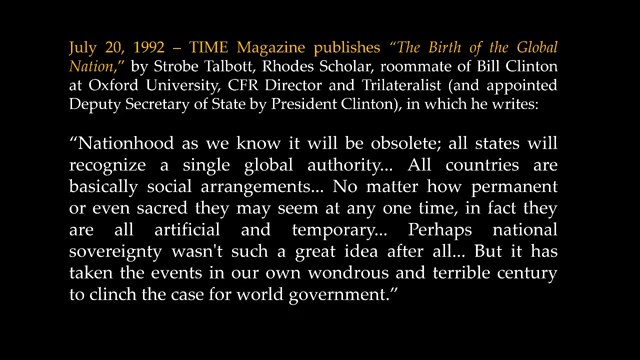 July 20, 1992 – TIME Magazine publishes “The Birth of the Global
Nation,” by Strobe Talbott, Rhodes Scholar, roommate of Bill Clinton
at Oxford University, CFR Director and Trilateralist (and appointed
Deputy Secretary of State by President Clinton), in which he writes:
“Nationhood as we know it will be obsolete; all states will
recognize a single global authority... All countries are
basically social arrangements... No matter how permanent
or even sacred they may seem at any one time, in fact they
are all artificial and temporary... Perhaps national
sovereignty wasn't such a great idea after all... But it has
taken the events in our own wondrous and terrible century
to clinch the case for world government.”